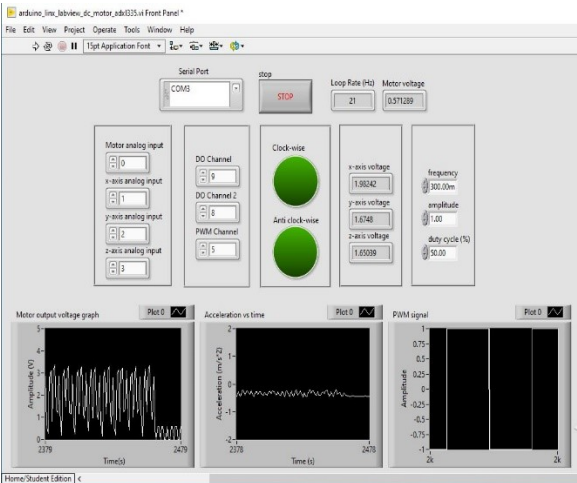 arduino_linx_labview_dc_motor_adxl335.vi Front Panel *
File Edit View Project Operate Tools Window Help
15pt Application Font
Serial Port
COM3
stop
STOP
Loop Rate (Hz)
21
Motor voltage
0.571289
Motor analog input
0
x-axis analog input
1
y-axis analog input
2
z-axis analog input
3
DO Channel
9
DO Channel 2
8
PWM Channel
5
Clock-wise
Anti clock-wise
x-axis voltage
1.98242
y-axis voltage
1.6748
z-axis voltage
1.65039
frequency
300.00m
amplitude
1.00
duty cycle (%)
50.00
Motor output voltage graph
Plot 0
Amplitude (V)
5
4
3
2
1
0
2379
2479
Time(s)
Acceleration vs time
Plot 0
Acceleration (m/s^2)
2
1
0
-1
-2
2378
2478
Time (s)
PWM signal
Plot 0
Amplitude
1
0.75
0.5
0.25
0
-0.25
-0.5
-0.75
-1
2k
2k
Home/Student Edition